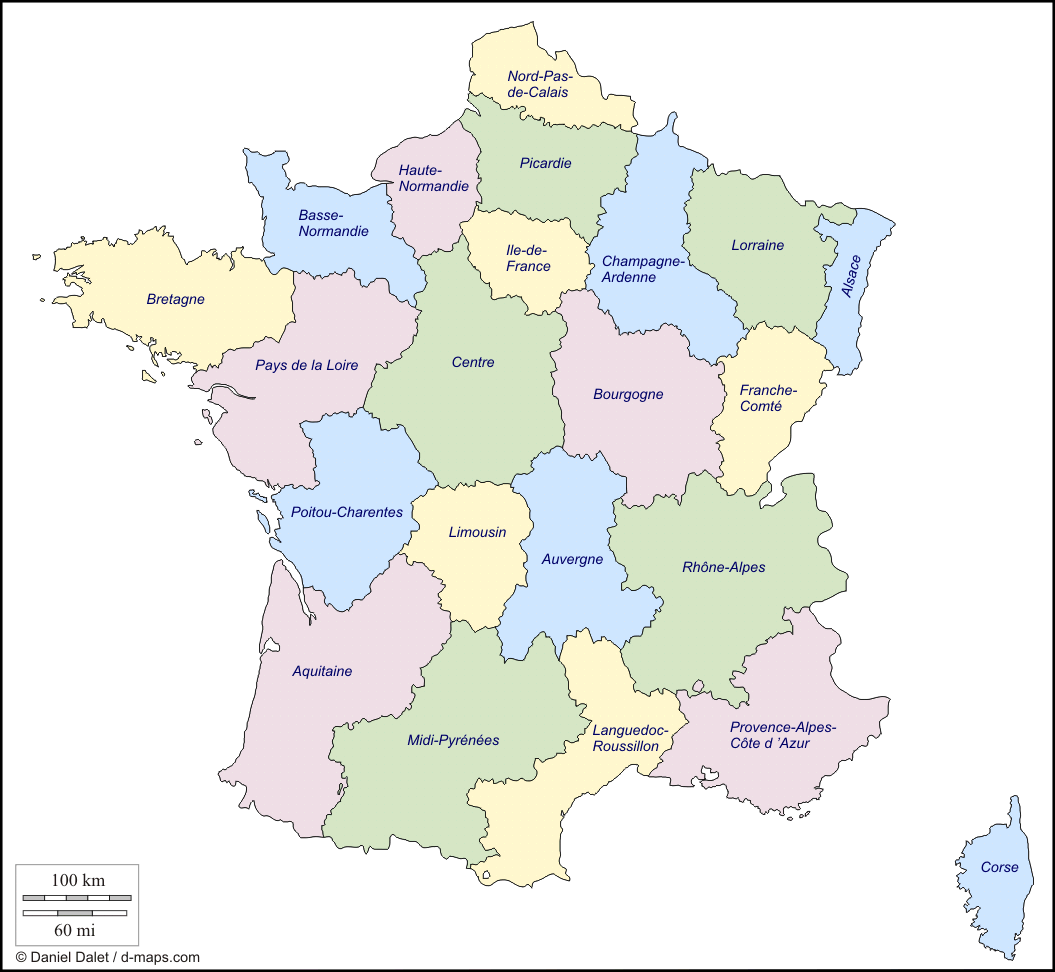 Nord-Pas-
de-Calais
Picardie
Haute-
Normandie
Basse-
Normandie
Ile-de-
France
Champagne-
Ardenne
Lorraine
Alsace
Bretagne
Pays de la Loire
Centre
Bourgogne
Franche-
Comté
Poitou-Charentes
Limousin
Auvergne
Rhône-Alpes
Aquitaine
Midi-Pyrénées
Languedoc-
Roussillon
Provence-Alpes-
Côte d 'Azur
Corse
100 km
60 mi
© Daniel Dalet / d-maps.com